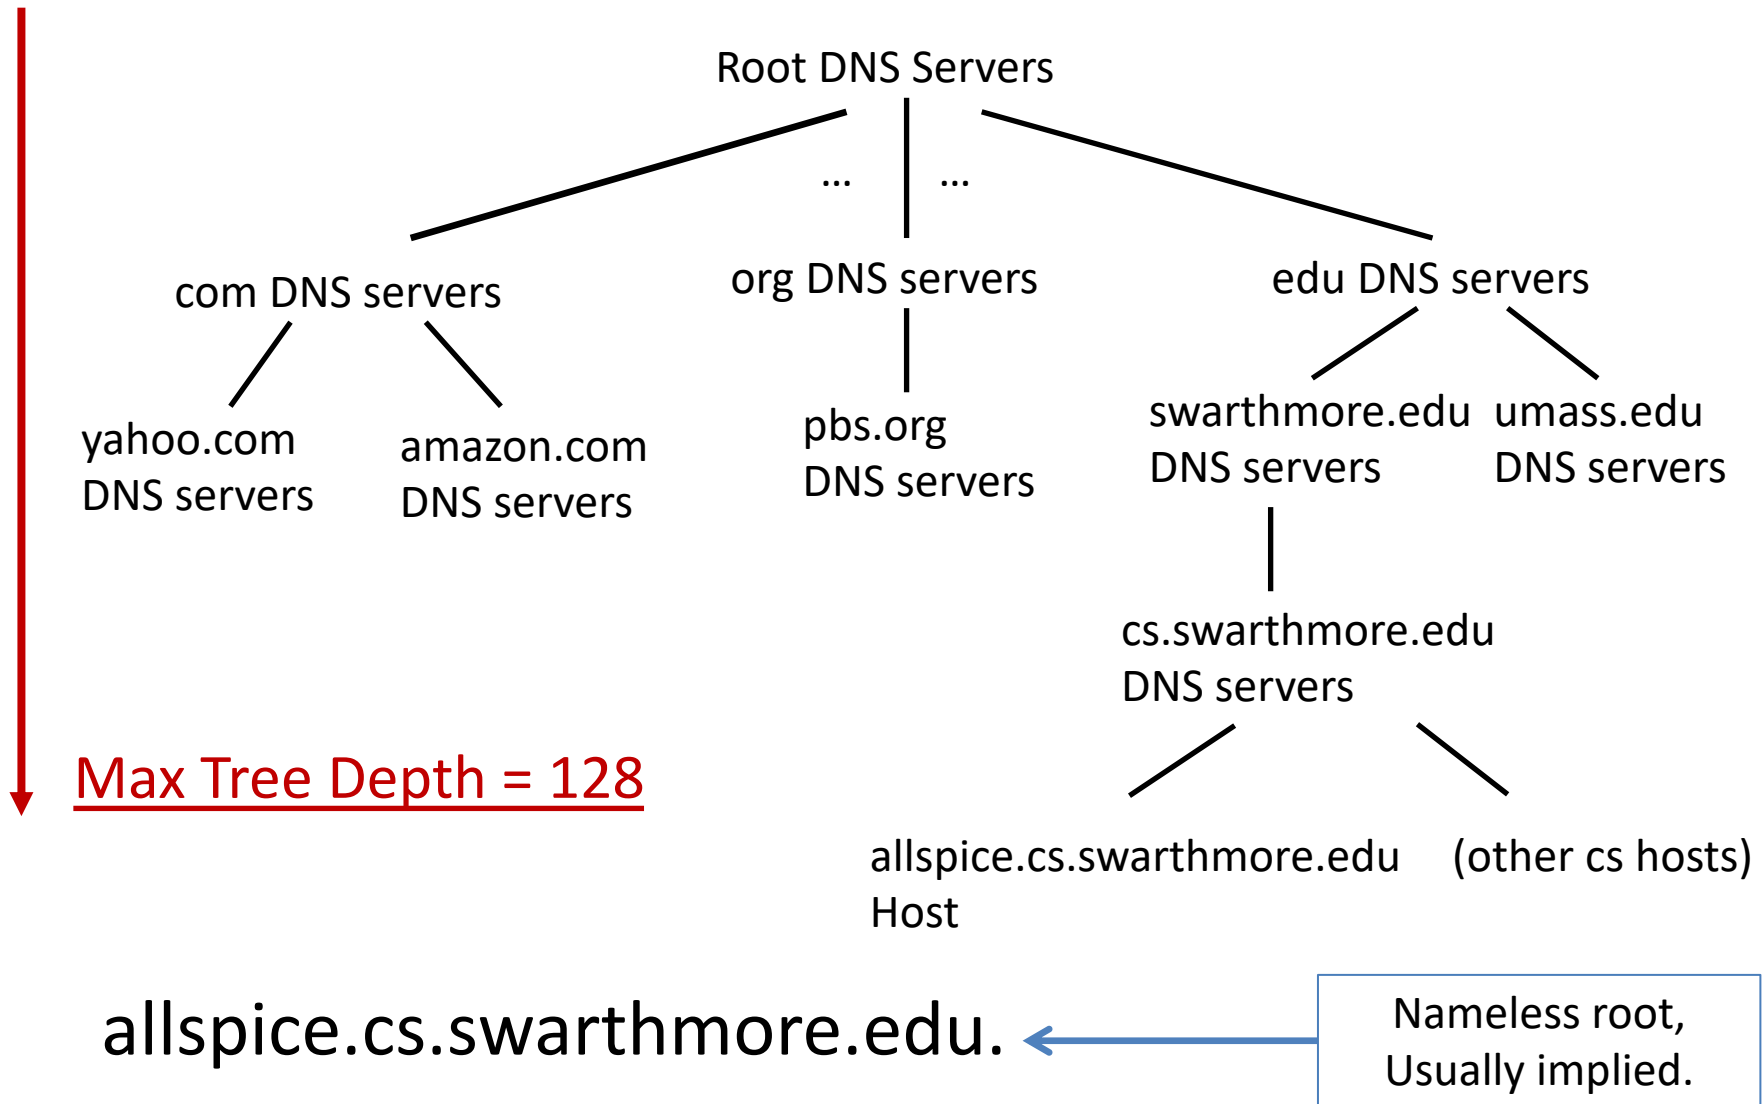 Root DNS Servers
... ...
com DNS servers
org DNS servers
edu DNS servers
yahoo.com
DNS servers
amazon.com
DNS servers
pbs.org
DNS servers
swarthmore.edu
DNS servers
umass.edu
DNS servers
cs.swarthmore.edu
DNS servers
Max Tree Depth = 128
allspice.cs.swarthmore.edu
Host
(other cs hosts)
allspice.cs.swarthmore.edu.
Nameless root,
Usually implied.